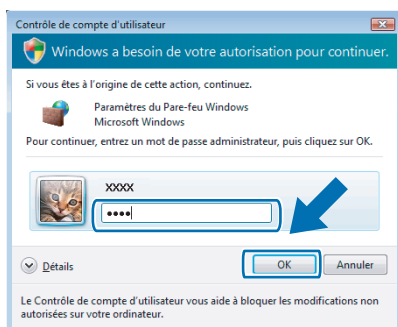 Contrôle de compte d'utilisateur
Windows a besoin de votre autorisation pour continuer.
Si vous êtes à l'origine de cette action, continuez.
Paramètres du Pare-feu Windows
Microsoft Windows
Pour continuer, entrez un mot de passe administrateur, puis cliquez sur OK.
XXXX
••••
Détails
OK
Annuler
Le Contrôle de compte d'utilisateur vous aide à bloquer les modifications non
autorisées sur votre ordinateur.